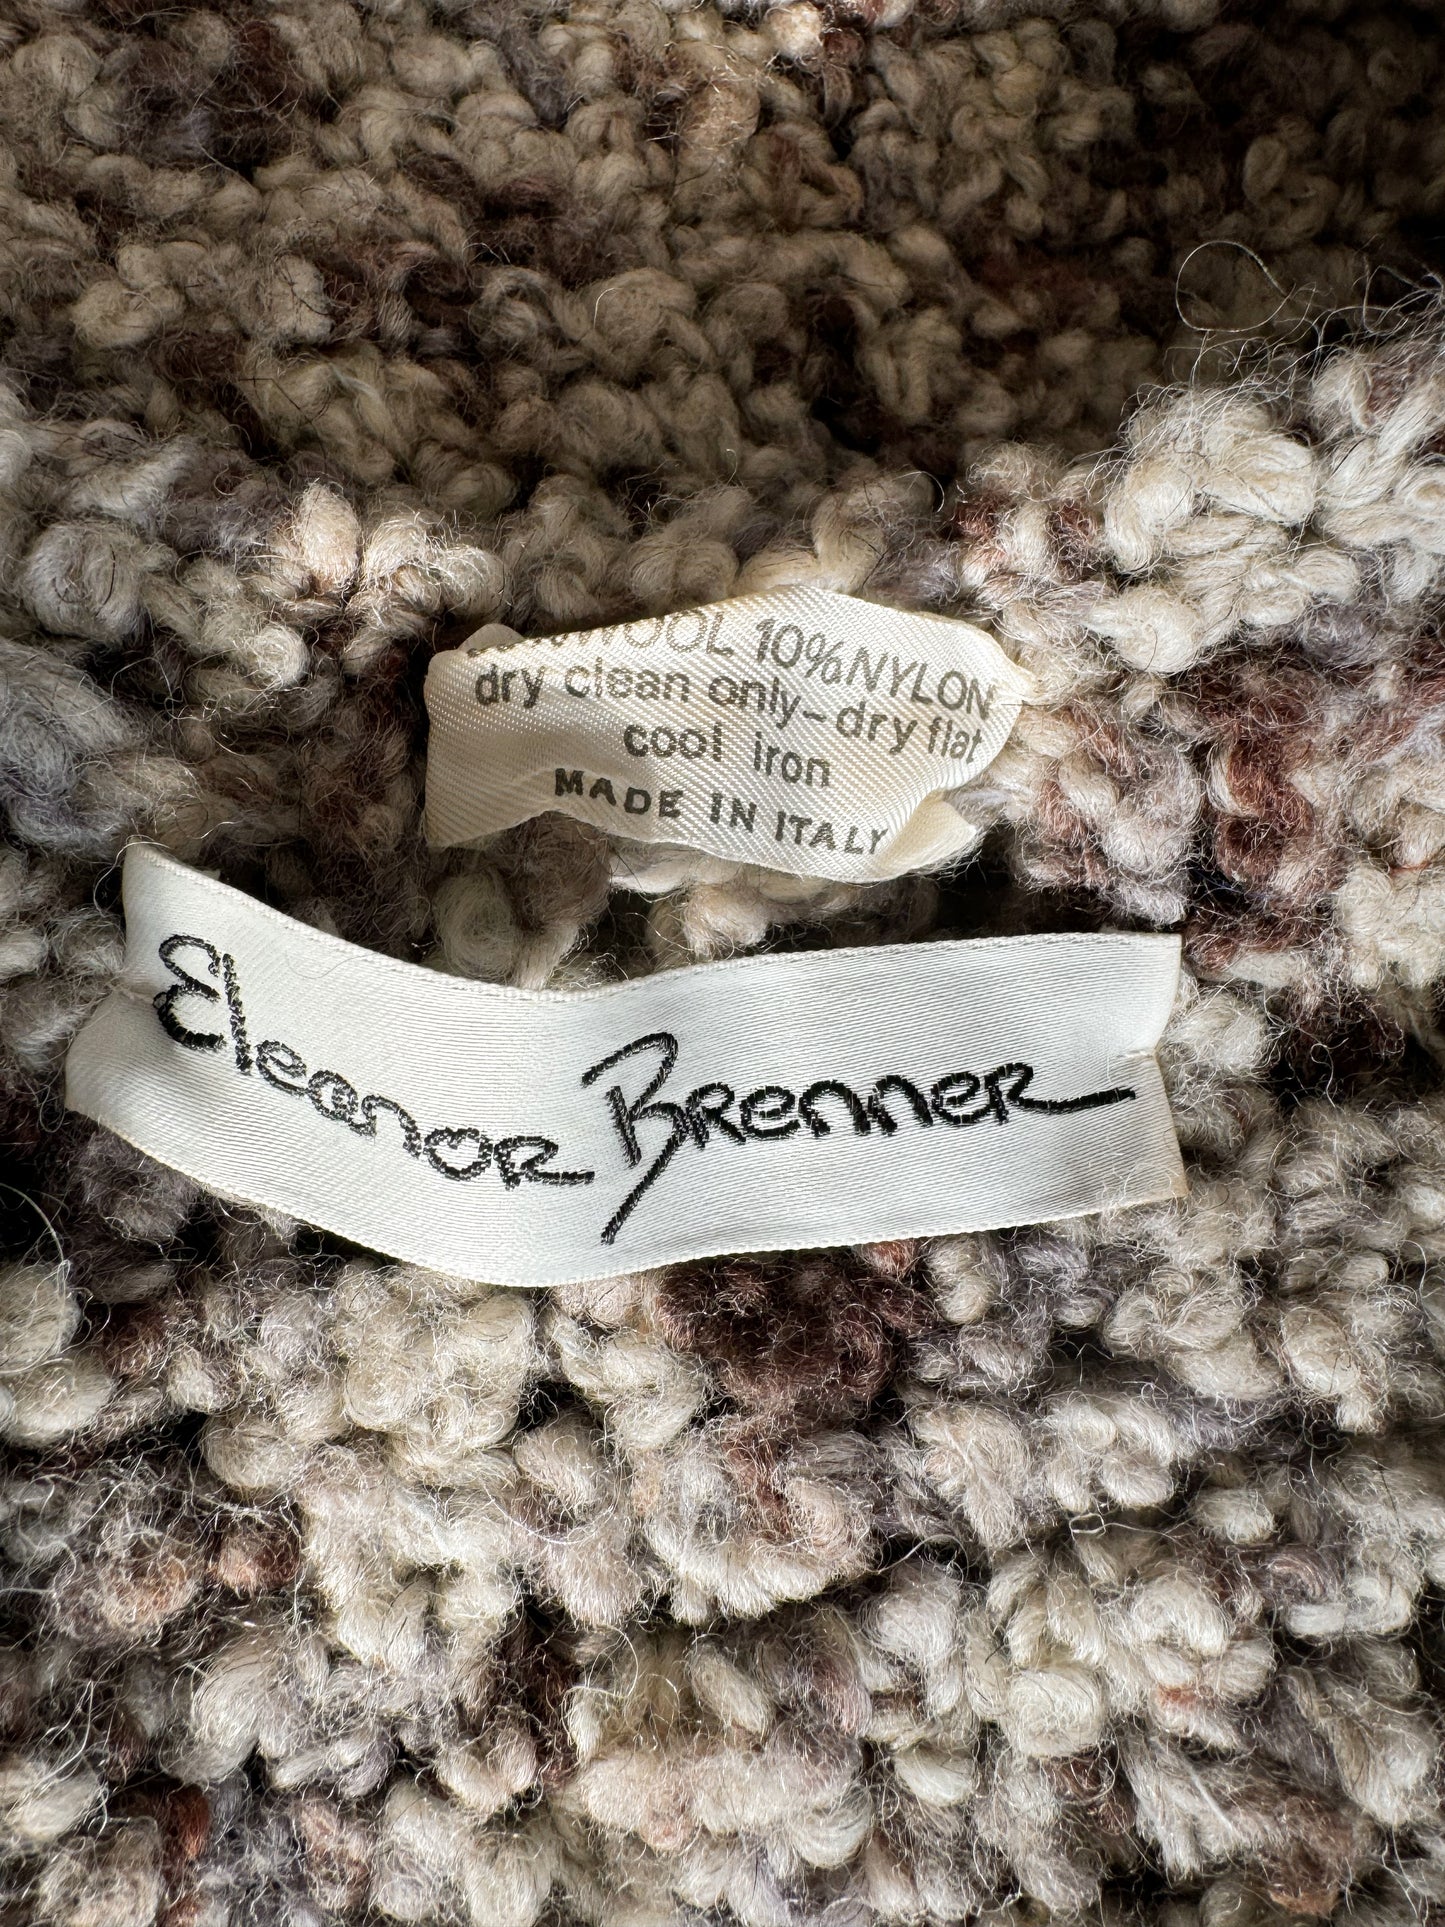 WOOL 10% NYLON
dry clean only-dry flat
cool iron
MADE IN ITALY
Eleanor Brenner